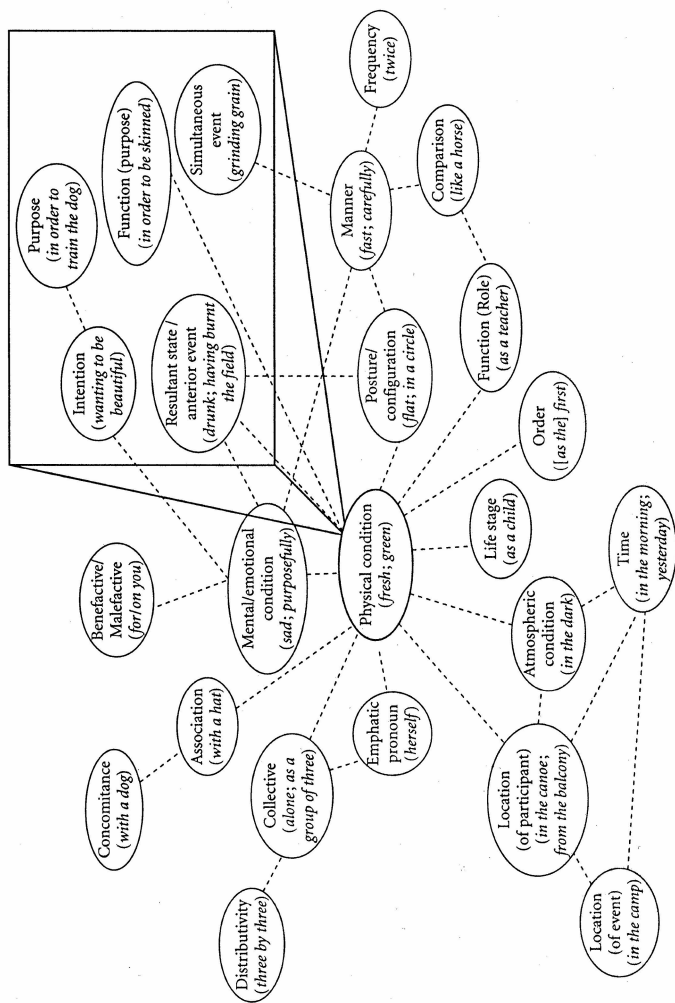 Purpose
(in order to
train the dog)
Intention
(wanting to be
beautiful)
Concomitance
(with a dog)
Benefactive/
Malefactive
(for/on you)
Function (purpose)
(in order to be skinned)
Association
(with a hat)
Resultant state /
anterior event
(drunk; having burnt
the field)
Simultaneous
event
(grinding grain)
Distributivity
(three by three)
Collective
(alone; as a
group of three)
Mental/emotional
condition
(sad; purposefully)
Emphatic
pronoun
(herself)
Physical condition
(fresh; green)
Posture/
configuration
(flat; in a circle)
Manner
(fast; carefully)
Frequency
(twice)
Location
(of participant)
(in the canoe;
from the balcony)
Atmospheric
condition
(in the dark)
Life stage
(as a child)
Order
([as the] first)
Function (Role)
(as a teacher)
Comparison
(like a horse)
Location
(of event)
(in the camp)
Time
(in the morning;
yesterday)